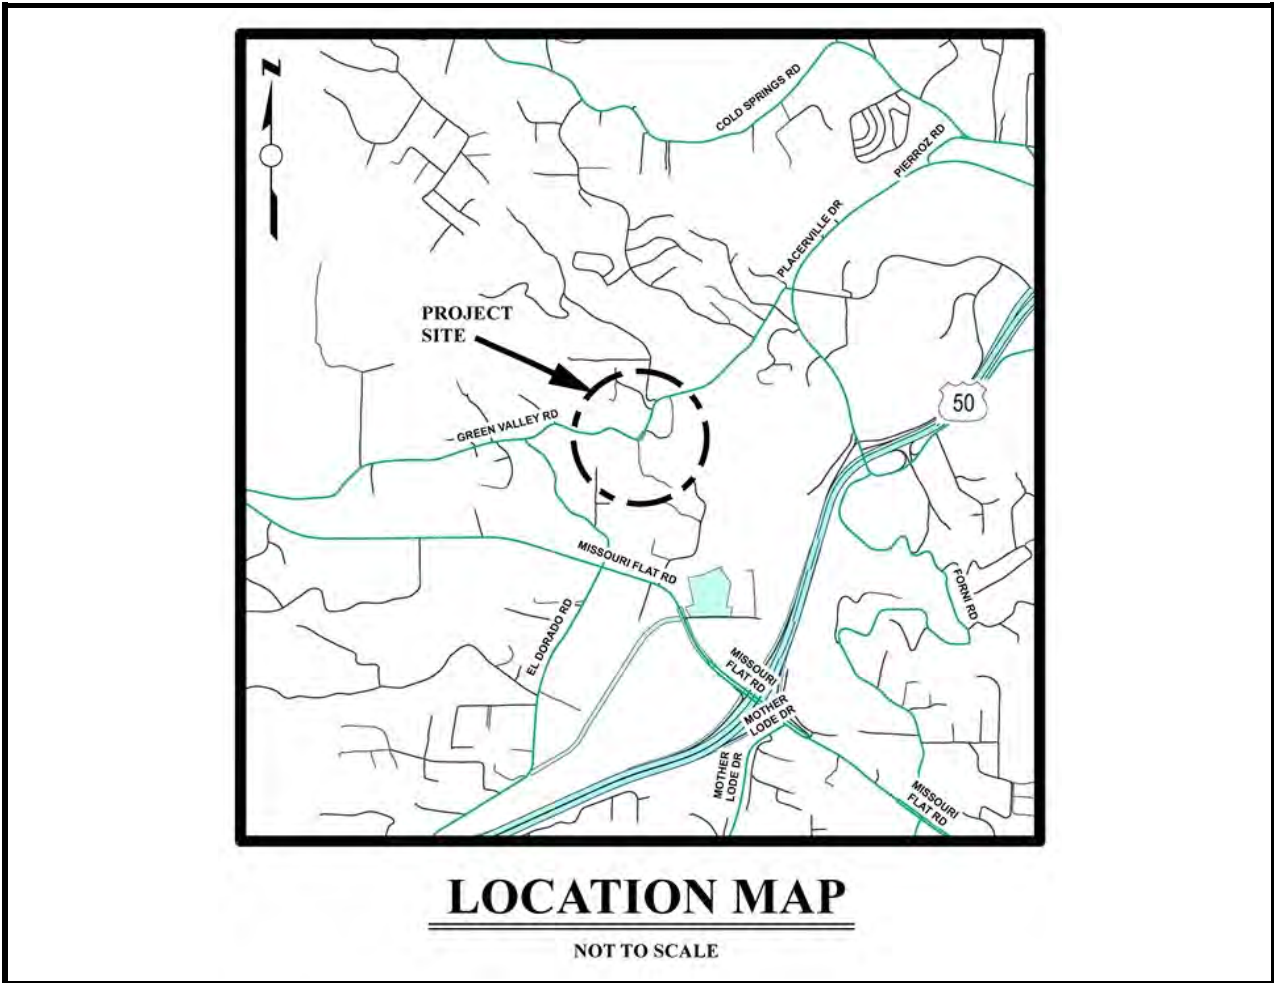 N
COLD SPRINGS RD
PIERROZ RD
PLACERVILLE DR
PROJECT
SITE
50
GREEN VALLEY RD
MISSOURI FLAT RD
FORNI RD
EL DORADO RD
MISSOURI
FLAT RD
MOTHER
LODE DR
MOTHER
LODE DR
MISSOURI
FLAT RD
LOCATION MAP
NOT TO SCALE